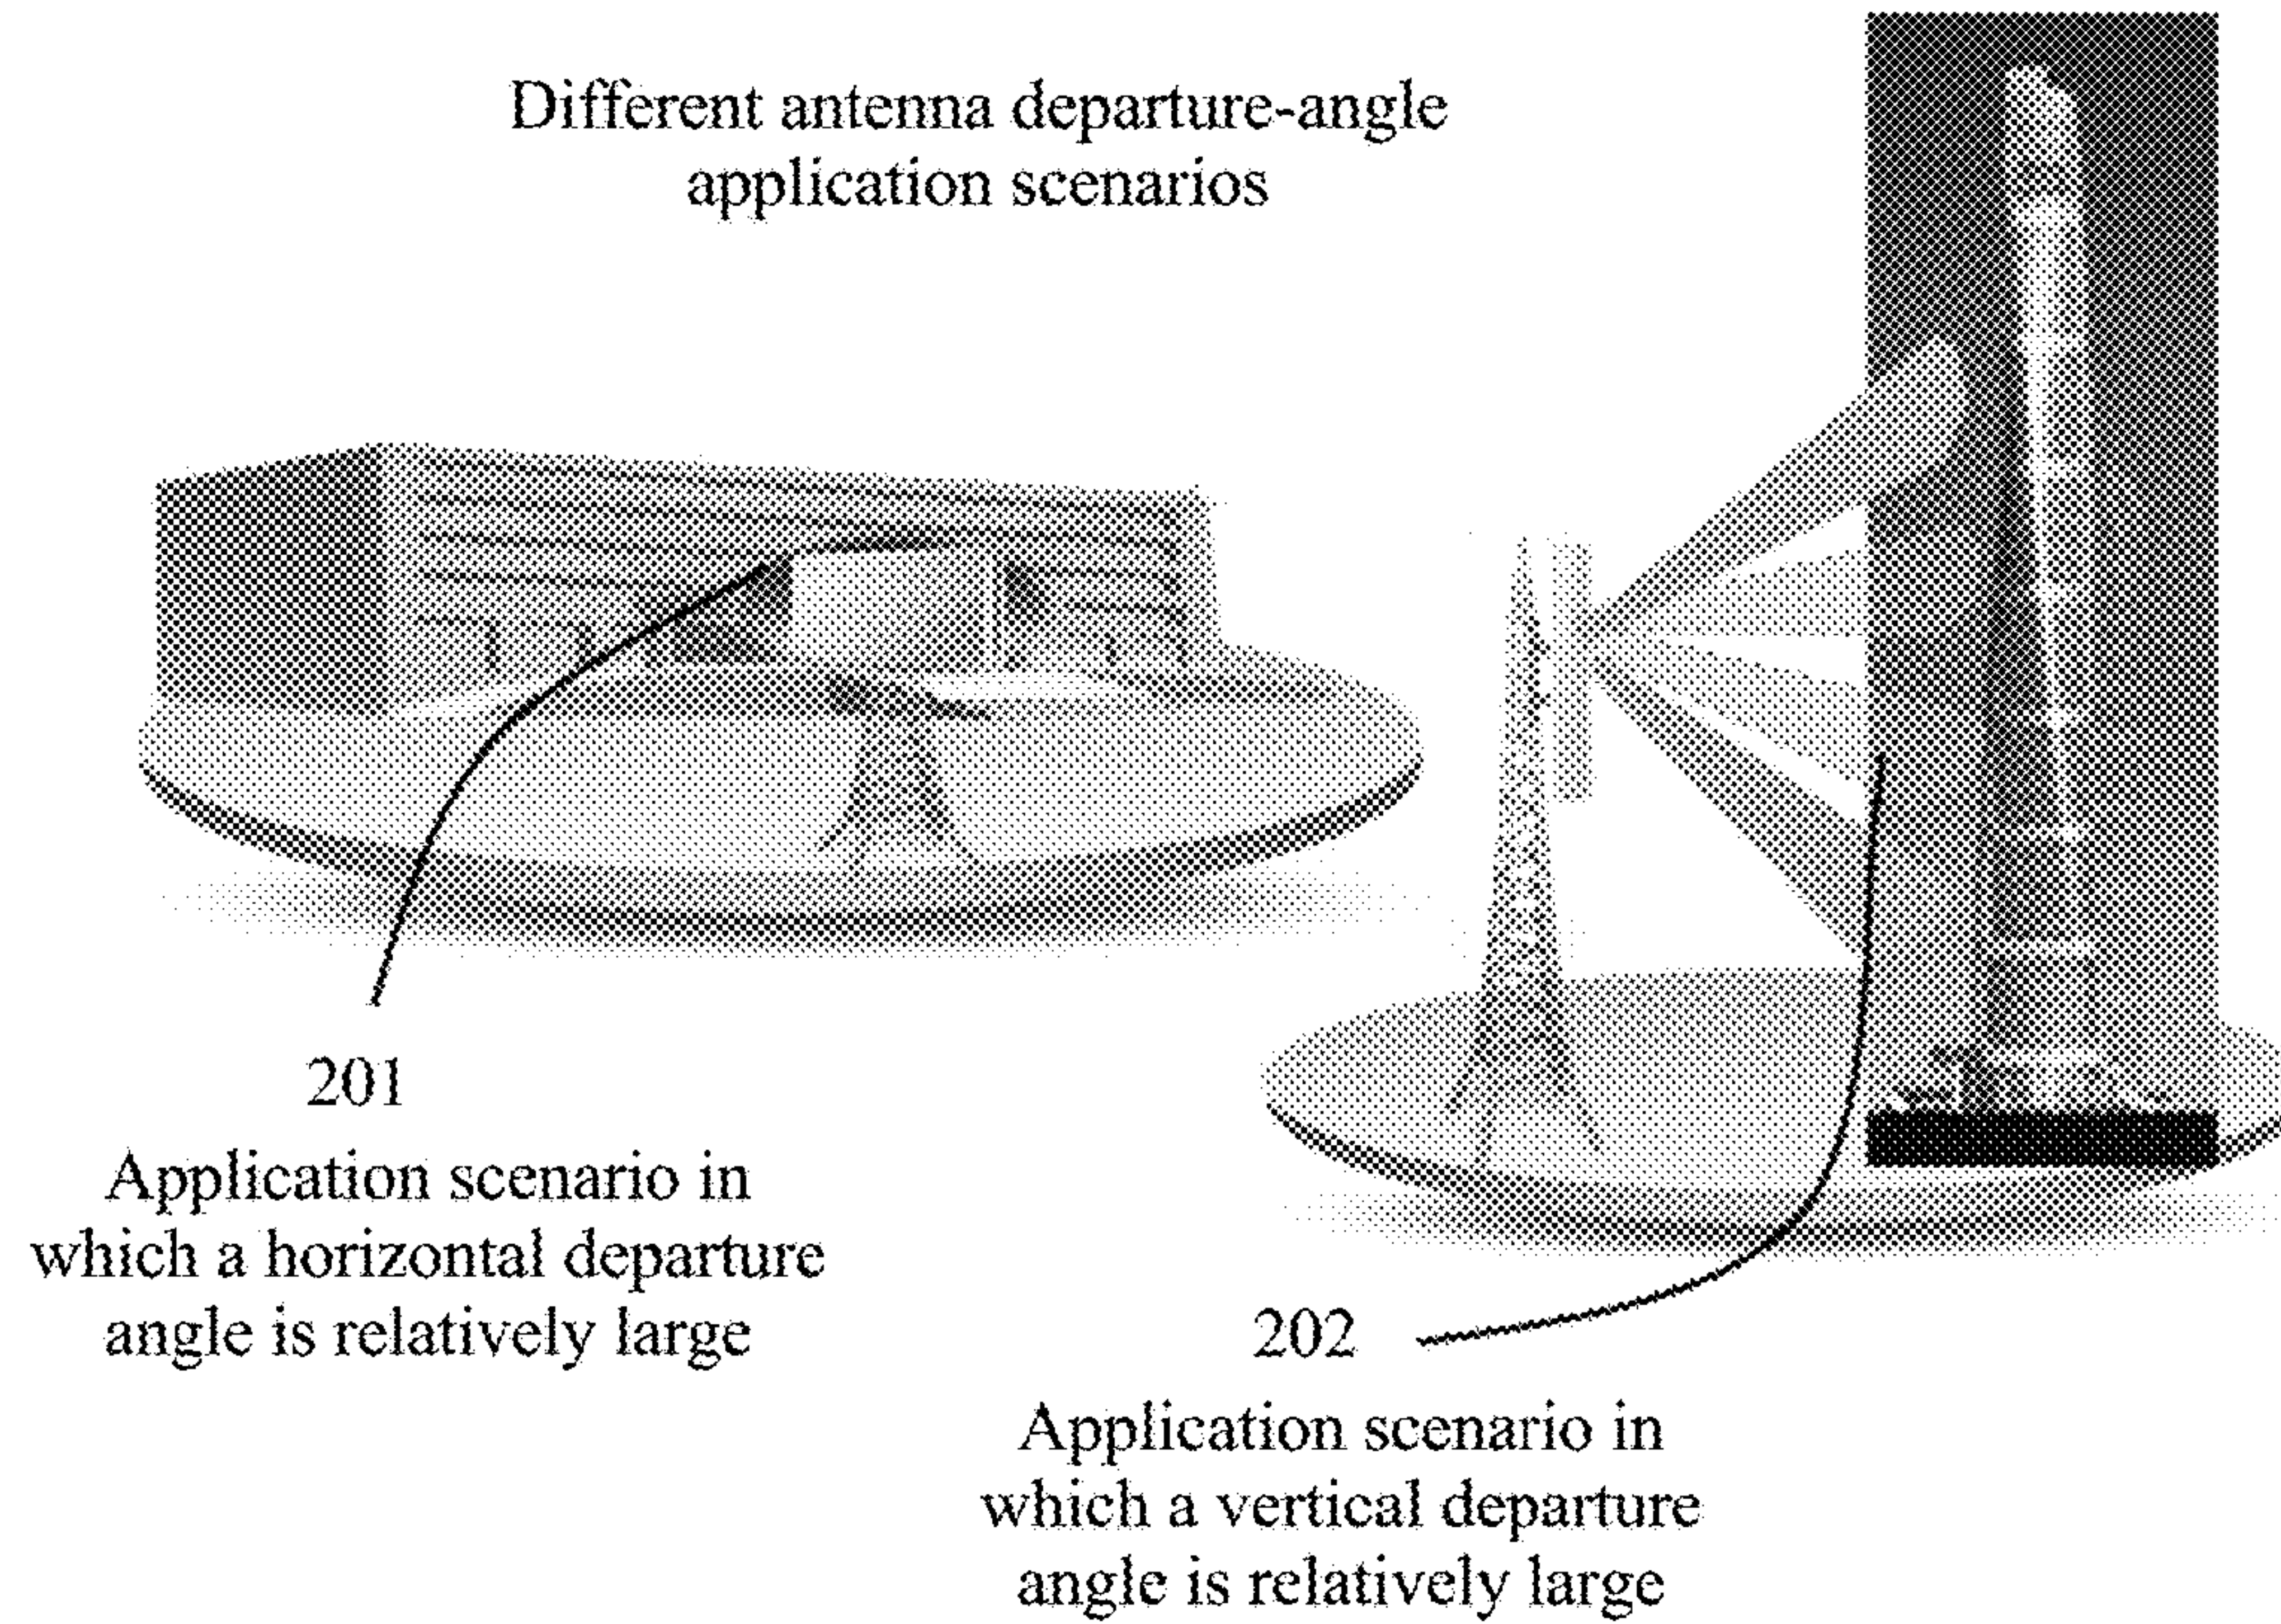 Different antenna departure-angle
application scenarios
201
Application scenario in
which a horizontal departure
angle is relatively large
202
Application scenario in
which a vertical departure
angle is relatively large